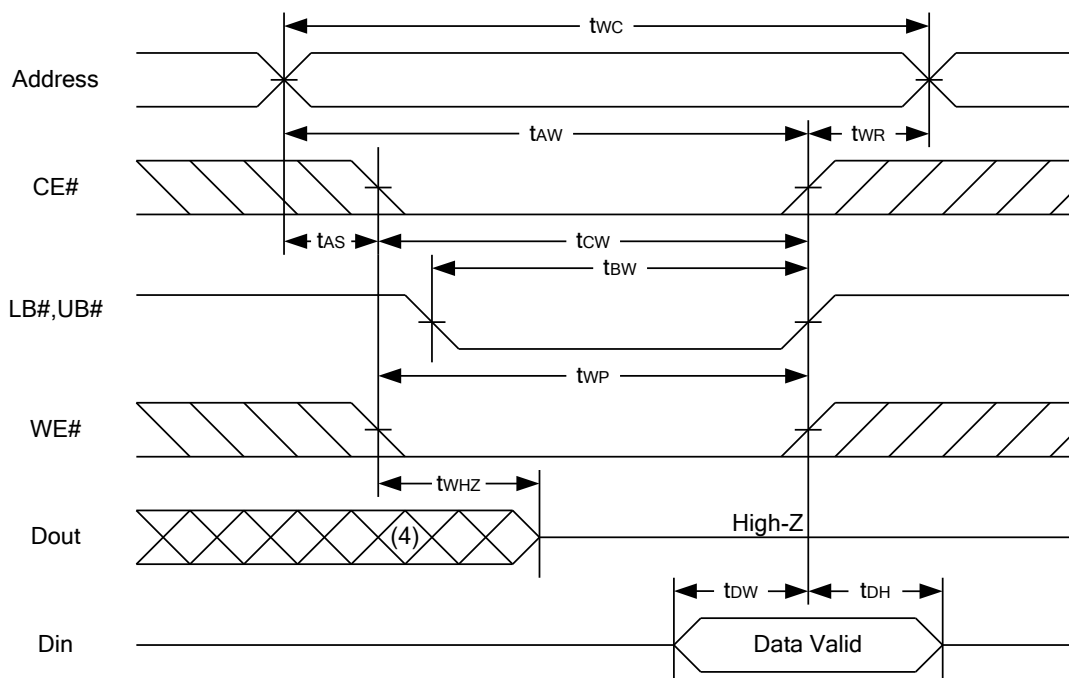 tWC
Address
tAW
tWR
CE#
tAS
tCW
tBW
LB#,UB#
tWP
WE#
tWHZ
Dout
(4)
High-Z
tDW
tDH
Din
Data Valid